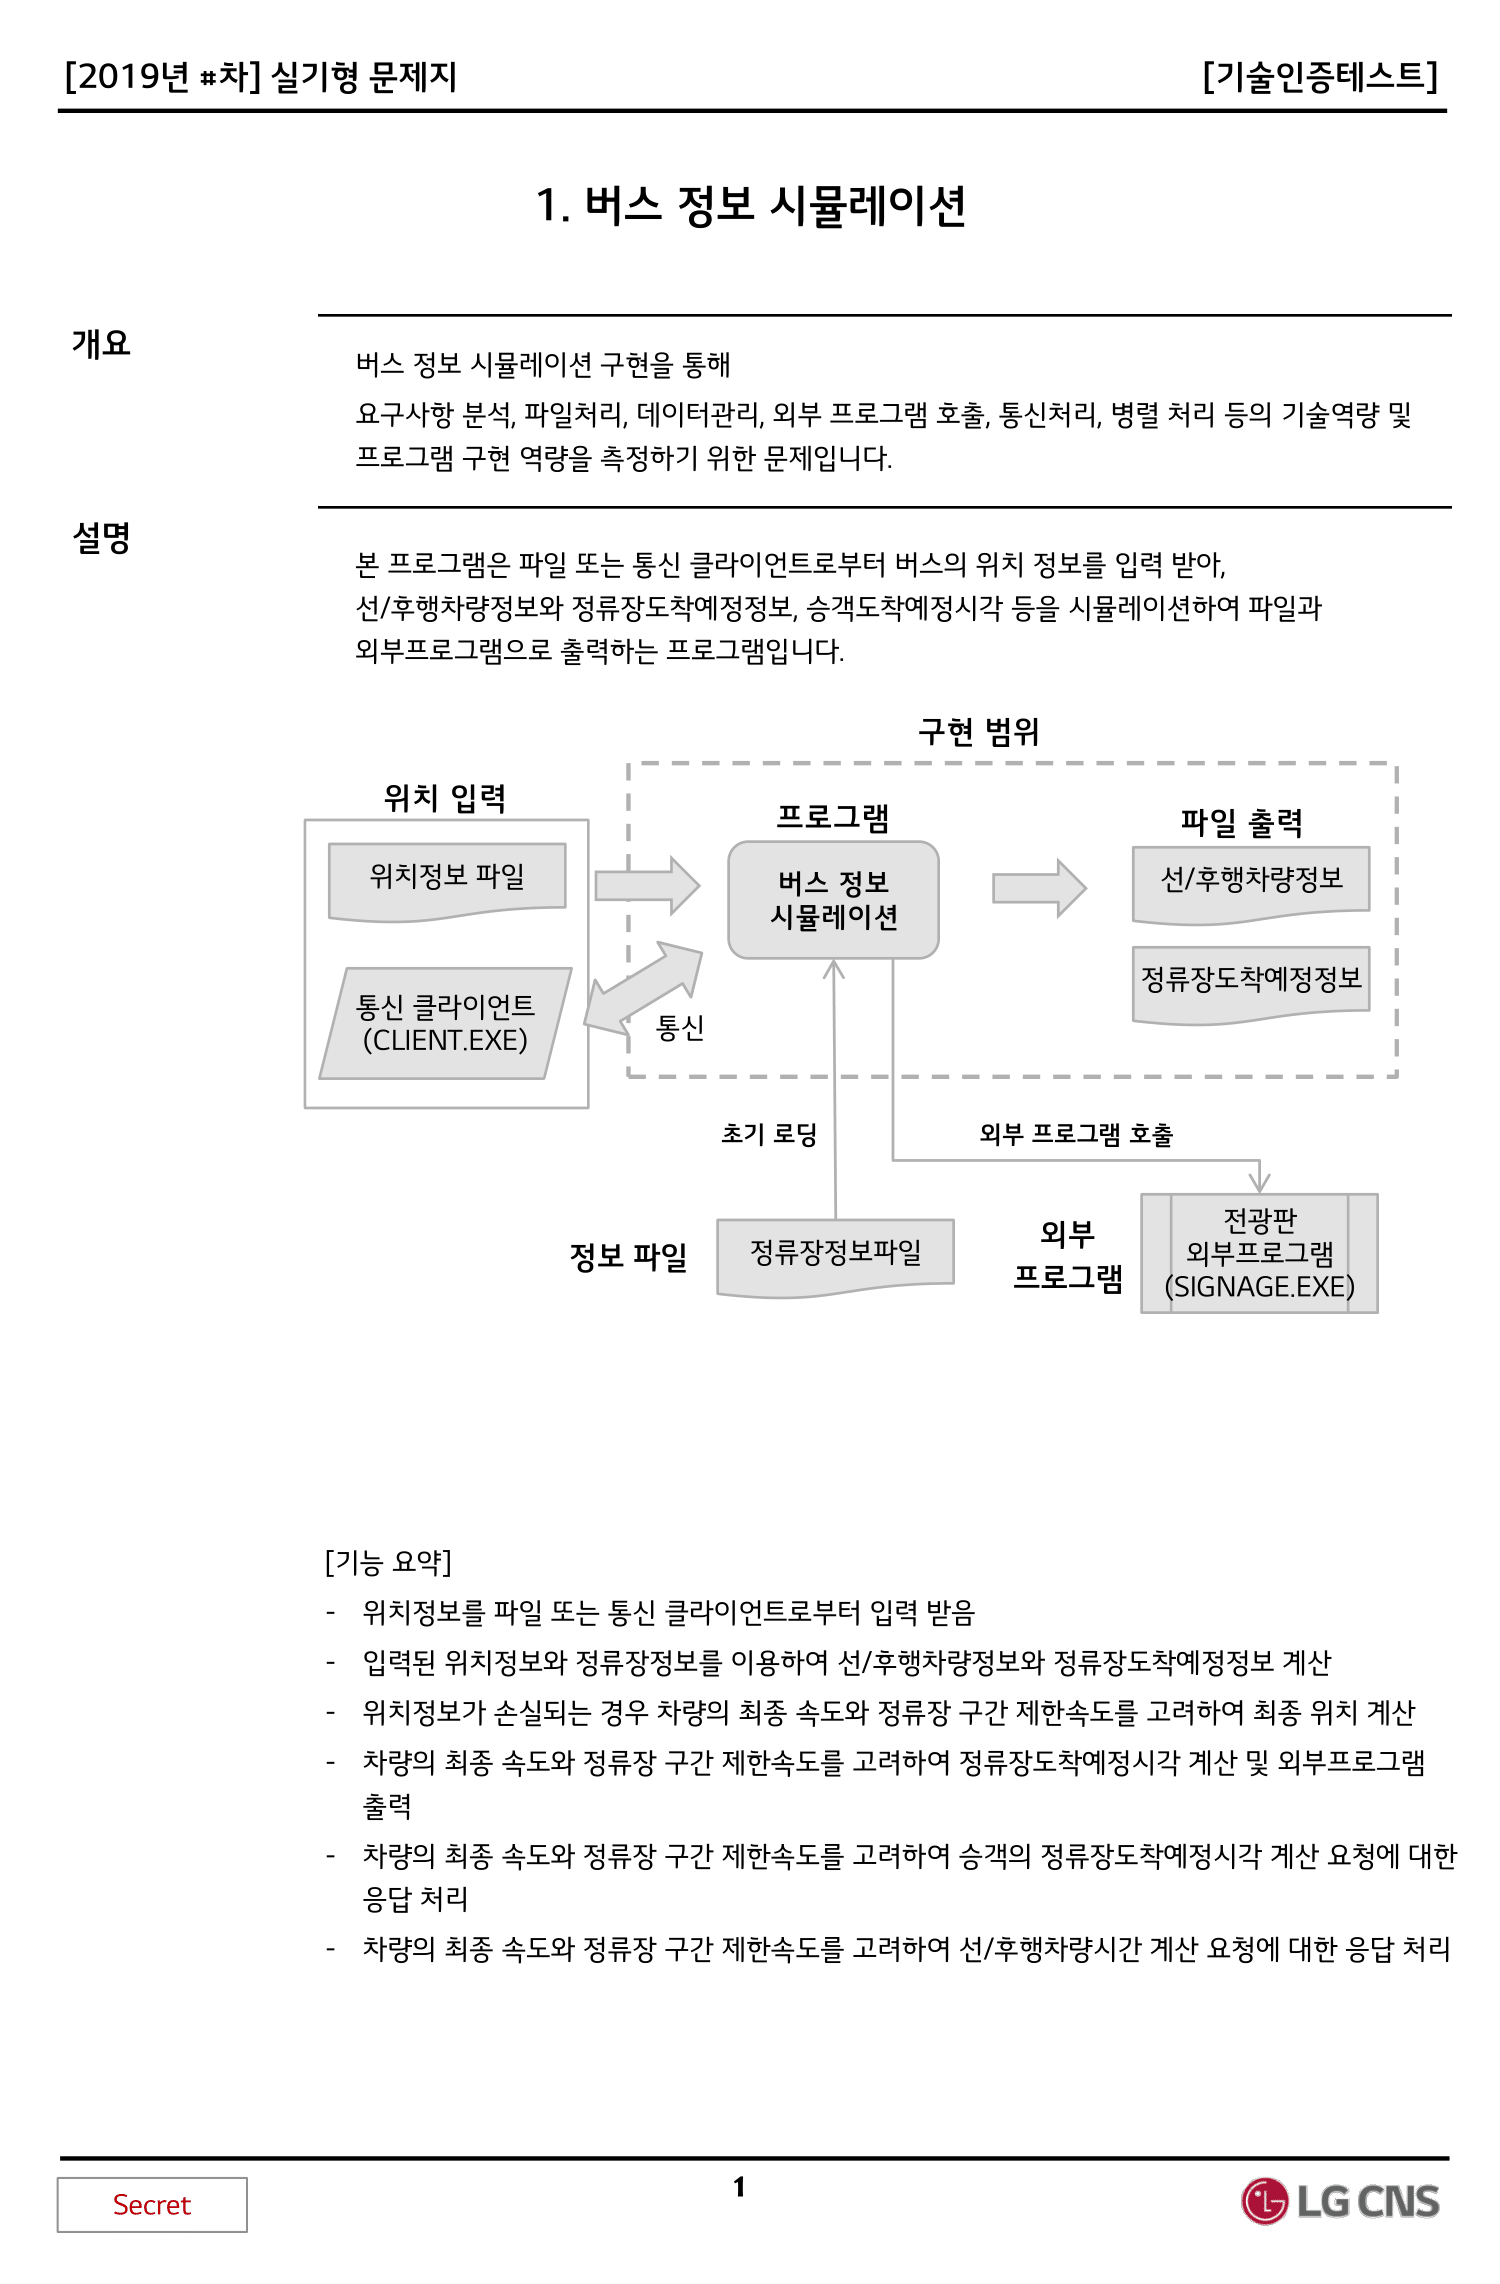 [2019년 #차] 실기형 문제지
[기술인증테스트]
1. 버스 정보 시뮬레이션
개요
버스 정보 시뮬레이션 구현을 통해
요구사항 분석, 파일처리, 데이터관리, 외부 프로그램 호출, 통신처리, 병렬 처리 등의 기술역량 및
프로그램 구현 역량을 측정하기 위한 문제입니다.
설명
본 프로그램은 파일 또는 통신 클라이언트로부터 버스의 위치 정보를 입력 받아,
선/후행차량정보와 정류장도착예정정보, 승객도착예정시각 등을 시뮬레이션하여 파일과
외부프로그램으로 출력하는 프로그램입니다.
구현 범위
위치 입력
프로그램
파일 출력
위치정보 파일
버스 정보
시뮬레이션
선/후행차량정보
정류장도착예정정보
통신 클라이언트
(CLIENT.EXE)
통신
초기 로딩
외부 프로그램 호출
정보 파일
정류장정보파일
외부
프로그램
전광판
외부프로그램
(SIGNAGE.EXE)
[기능 요약]
- 위치정보를 파일 또는 통신 클라이언트로부터 입력 받음
- 입력된 위치정보와 정류장정보를 이용하여 선/후행차량정보와 정류장도착예정정보 계산
- 위치정보가 손실되는 경우 차량의 최종 속도와 정류장 구간 제한속도를 고려하여 최종 위치 계산
- 차량의 최종 속도와 정류장 구간 제한속도를 고려하여 정류장도착예정시각 계산 및 외부프로그램
출력
- 차량의 최종 속도와 정류장 구간 제한속도를 고려하여 승객의 정류장도착예정시각 계산 요청에 대한
응답 처리
- 차량의 최종 속도와 정류장 구간 제한속도를 고려하여 선/후행차량시간 계산 요청에 대한 응답 처리
Secret
1
LG CNS